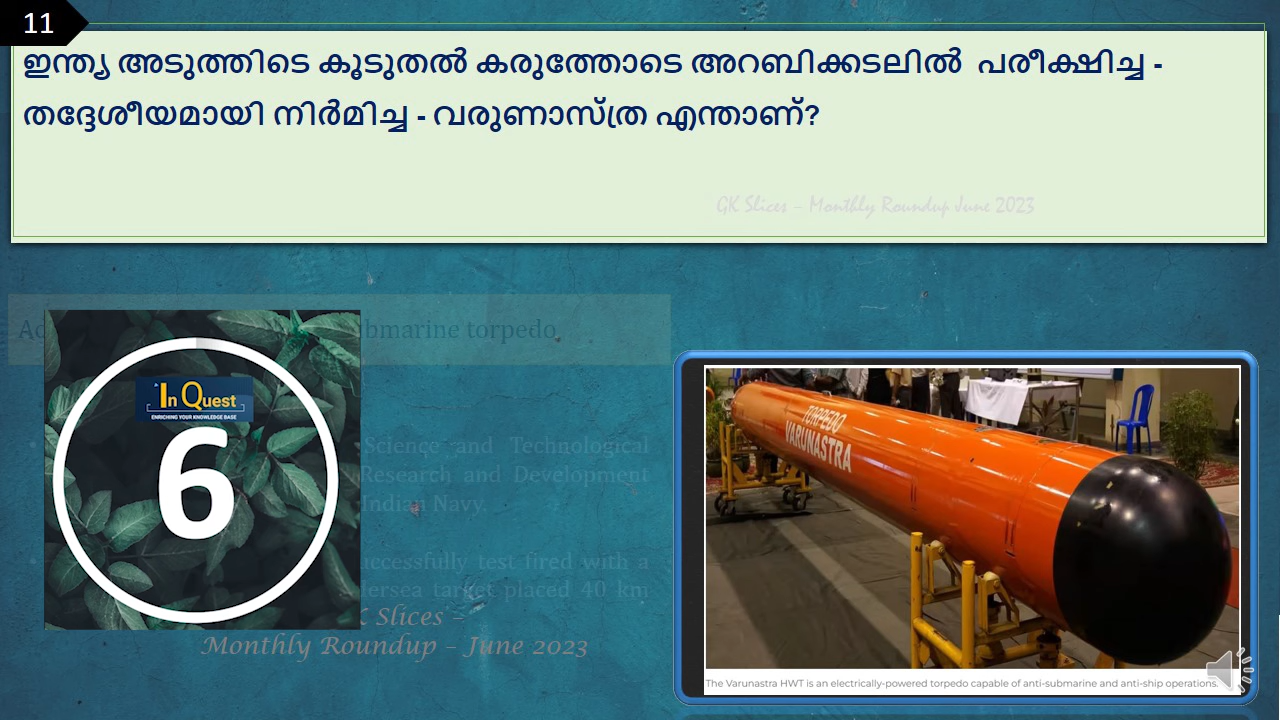 11
ഇന്ത്യ അടുത്തിടെ കൂടുതൽ കരുത്തോടെ അറബിക്കടലിൽ പരീക്ഷിച്ച -
തദ്ദേശീയമായി നിർമിച്ച - വരുണാസ്ത്ര എന്താണ്?
GK Slices – Monthly Roundup June 2023
bmarine torpedo
In Quest
ENRICHING YOUR KNOWLEDGE BASE
6
Science and Technological
Research and Development
Indian Navy.
uccessfully test fired with a
dersea target placed 40 km
Slices –
Monthly Roundup – June 2023
TORPEDO
VARUNASTRA
The Varunastra HWT is an electrically-powered torpedo capable of anti-submarine and anti-ship operations.